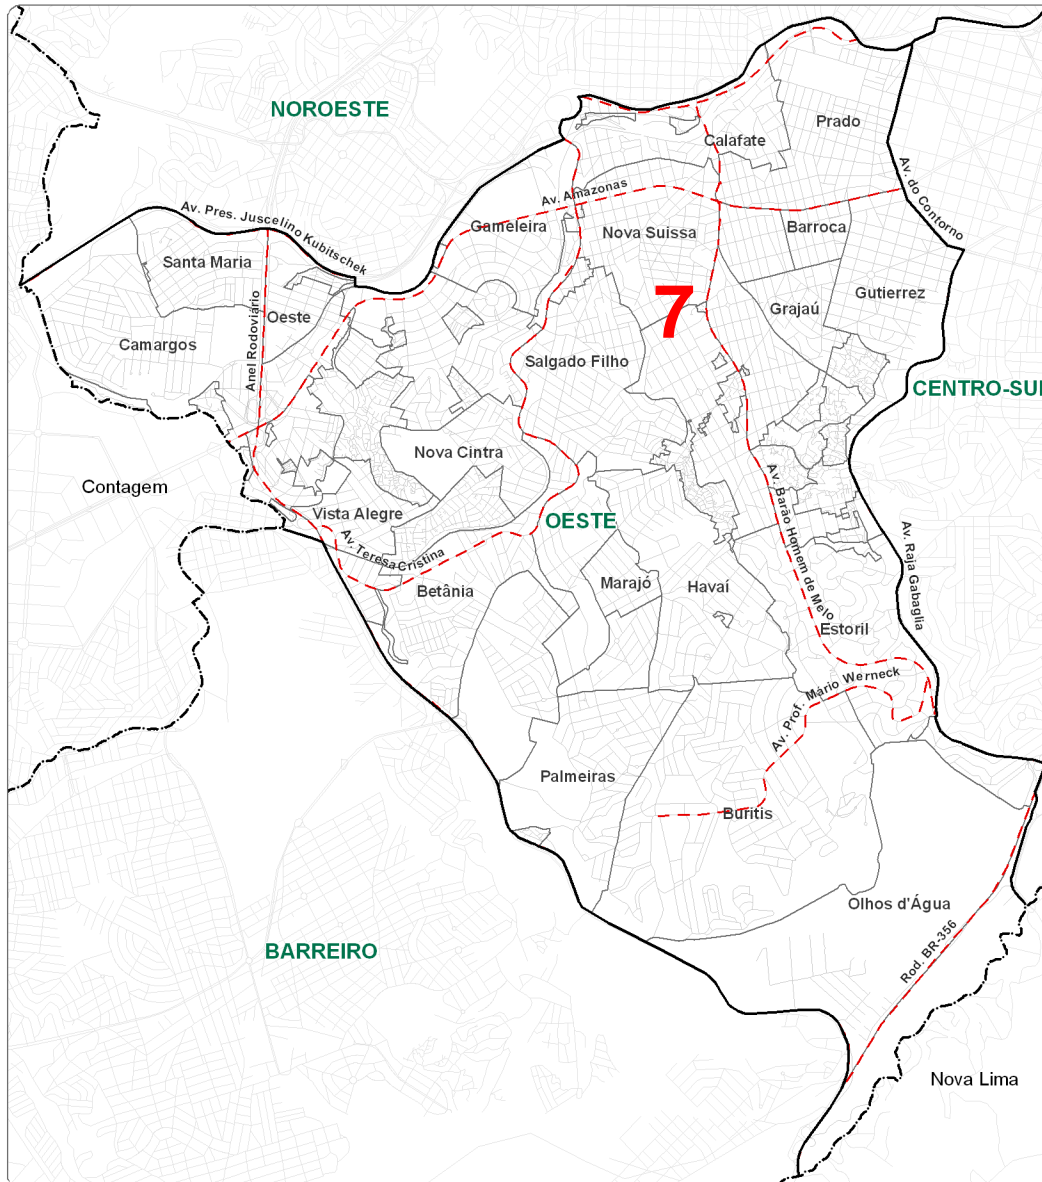 NOROESTE
Prado
Calafate
Av. do Contorno
Av. Amazonas
Av. Pres. Juscelino Kubitschek
Gameleira
Nova Suissa
Barroca
Santa Maria
7
Gutierrez
Grajaú
Oeste
Anel Rodoviário
Camargos
Salgado Filho
CENTRO-SUL
Nova Cintra
Contagem
Vista Alegre
OESTE
Av. Teresa Cristina
Av. Barão Homem de Melo
Av. Raja Gabaglia
Betânia
Marajó
Havaí
Estoril
Av. Prof. Mário Werneck
Palmeiras
Buritis
Olhos d'Água
BARREIRO
Rod. BR-356
Nova Lima